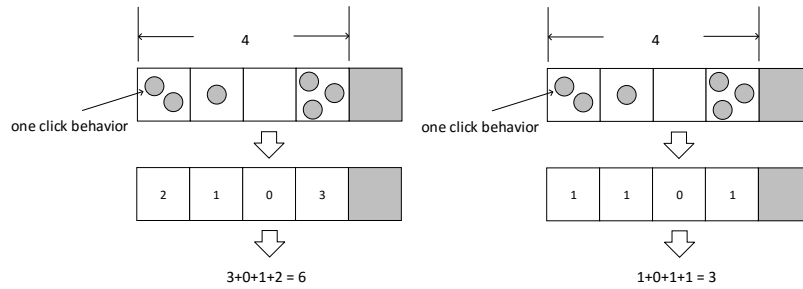 4
one click behavior
2 1 0 3
3+0+1+2 = 6
4
one click behavior
1 1 0 1
1+0+1+1 = 3